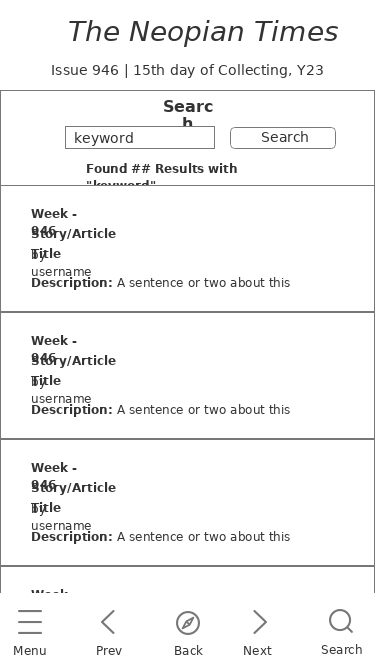 The Neopian Times
Issue 946 | 15th day of Collecting, Y23
Searc
h
keyword
Search
Found ## Results with
"keyword"
Week -
946
Story/Article
Title
by
username
Description: A sentence or two about this
Week -
946
Story/Article
Title
by
username
Description: A sentence or two about this
Week -
946
Story/Article
Title
by
username
Description: A sentence or two about this
Week -
Menu
Prev
Back
Next
Search